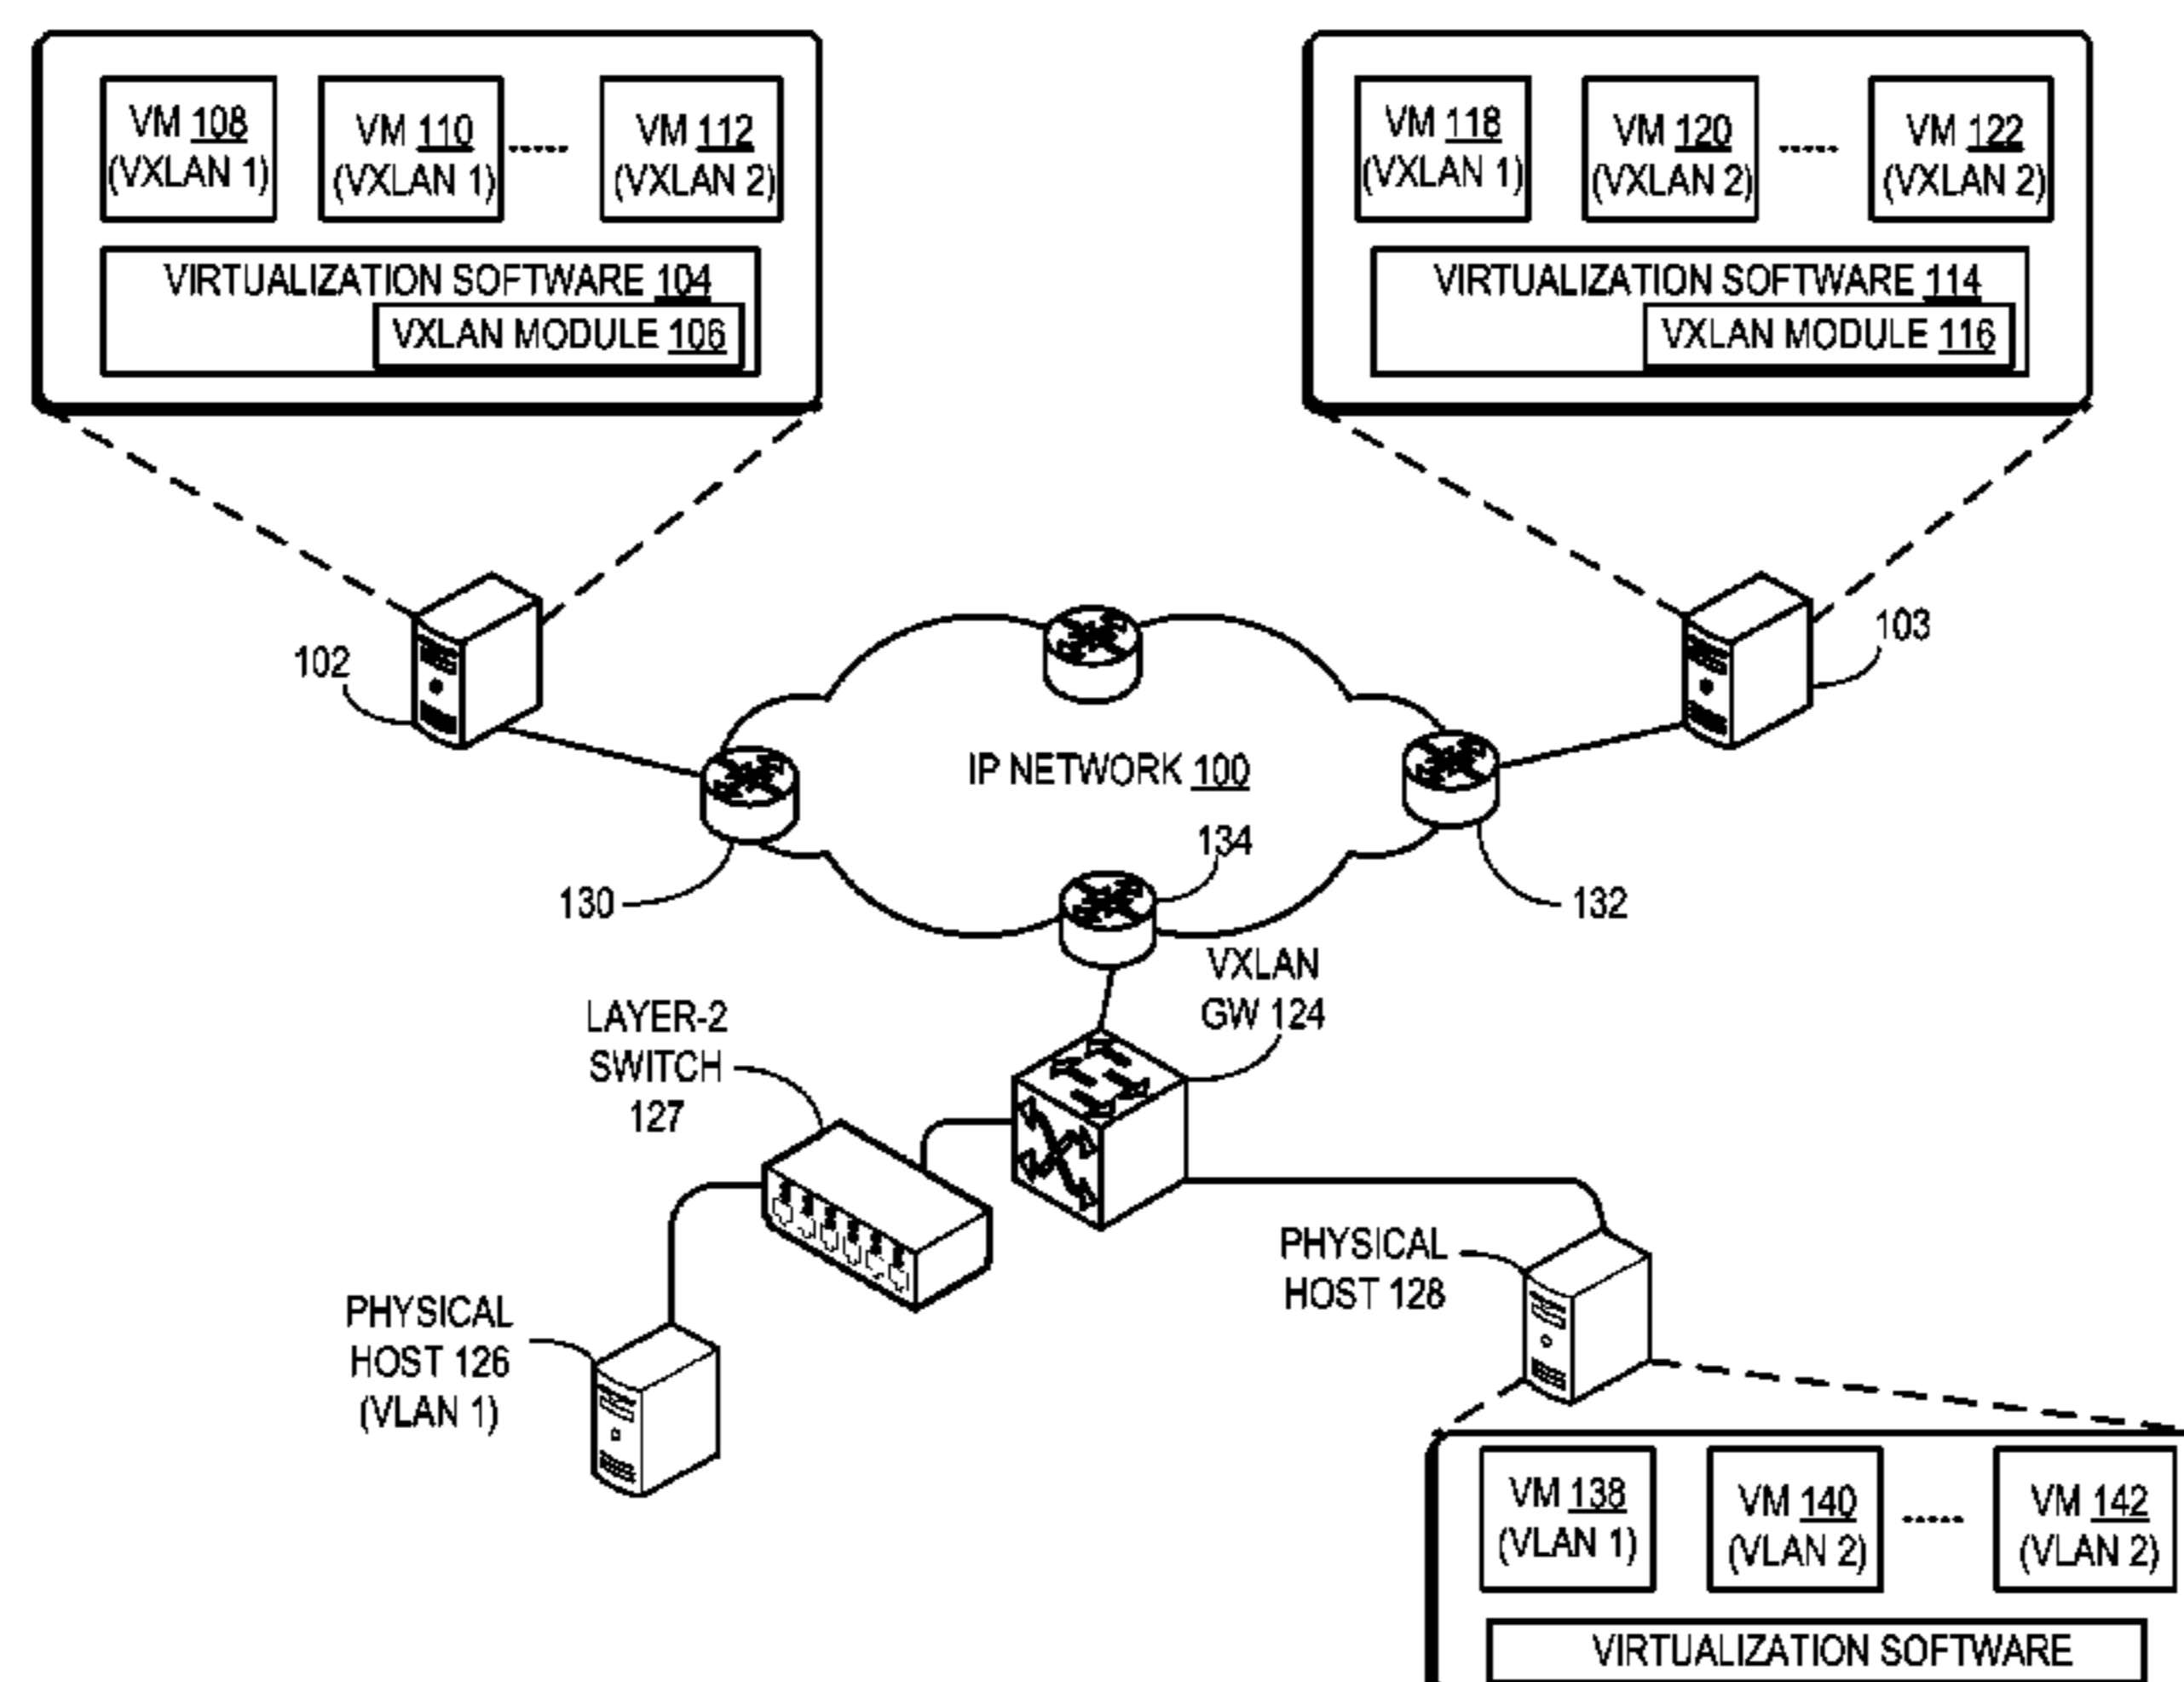 VM 108
(VXLAN 1)
VM 110
(VXLAN 1)
.....
VM 112
(VXLAN 2)
VIRTUALIZATION SOFTWARE 104
VXLAN MODULE 106
VM 118
(VXLAN 1)
VM 120
(VXLAN 2)
.....
VM 122
(VXLAN 2)
VIRTUALIZATION SOFTWARE 114
VXLAN MODULE 116
102
103
IP NETWORK 100
130
134
132
VXLAN
GW 124
LAYER-2
SWITCH
127
PHYSICAL
HOST 126
(VLAN 1)
PHYSICAL
HOST 128
VM 138
(VLAN 1)
VM 140
(VLAN 2)
.....
VM 142
(VLAN 2)
VIRTUALIZATION SOFTWARE